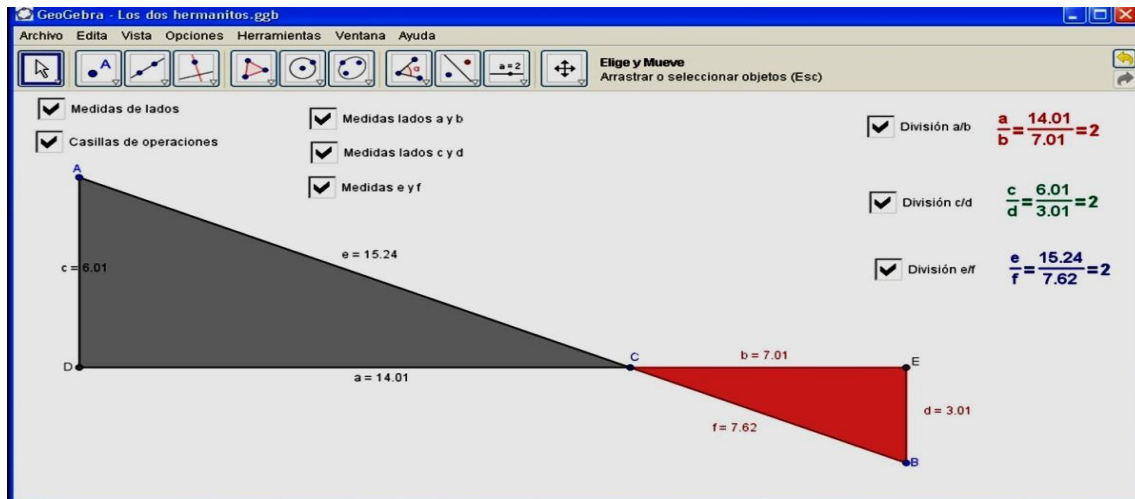 GeoGebra - Los dos hermanitos.ggb
Archivo Edita Vista Opciones Herramientas Ventana Ayuda
A
α
a=2
Elige y Mueve
Arrastrar o seleccionar objetos (Esc)
Medidas de lados
Casillas de operaciones
Medidas lados a y b
Medidas lados c y d
Medidas e y f
División a/b
a/b = 14.01/7.01 = 2
División c/d
c/d = 6.01/3.01 = 2
División e/f
e/f = 15.24/7.62 = 2
A
e = 15.24
c = 6.01
D
a = 14.01
C
b = 7.01
E
d = 3.01
f = 7.62
B